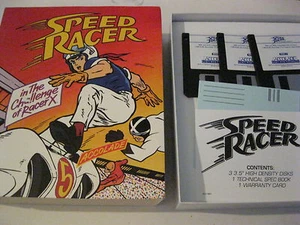 SPEED
RACER
in The
Challenge
of Racer X
ACCOLADE
5
SPEED
RACER
CONTENTS:
3 3.5" HIGH DENSITY DISKS
1 TECHNICAL SPEC BOOK
1 WARRANTY CARD